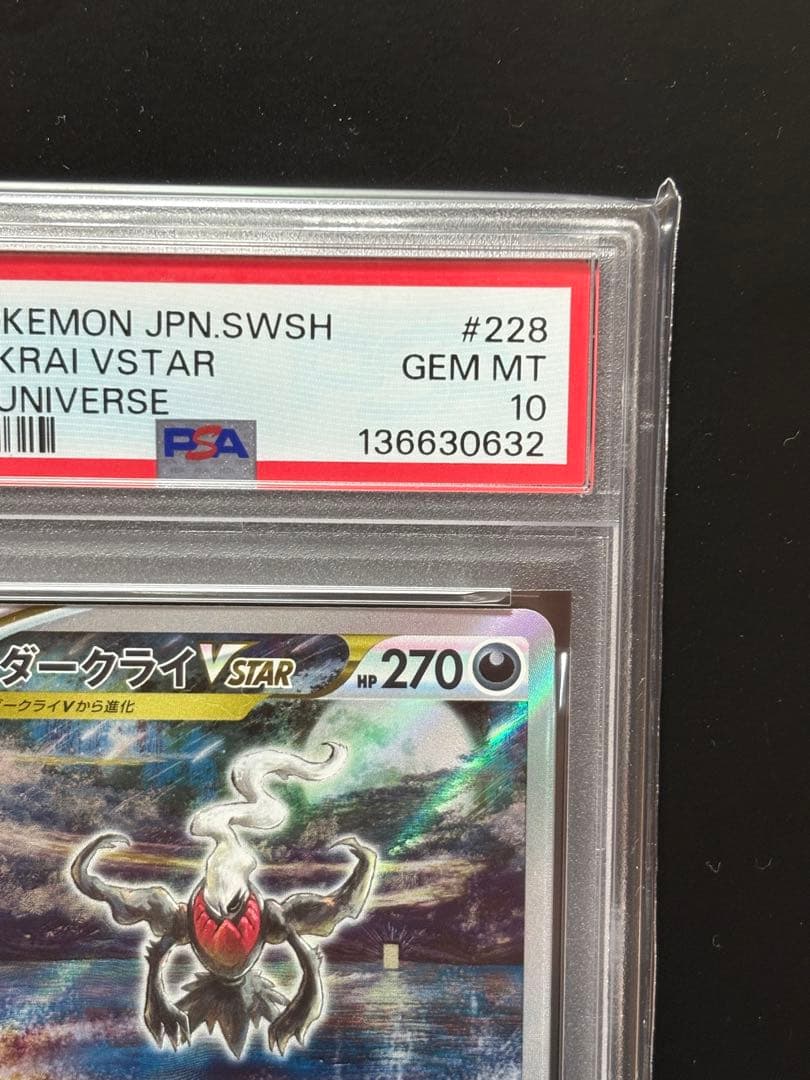 KEMON JPN.SWSH #228
KRAI VSTAR GEM MT
UNIVERSE 10
PSA 136630632
ダークライVSTAR HP 270
ークライVから進化